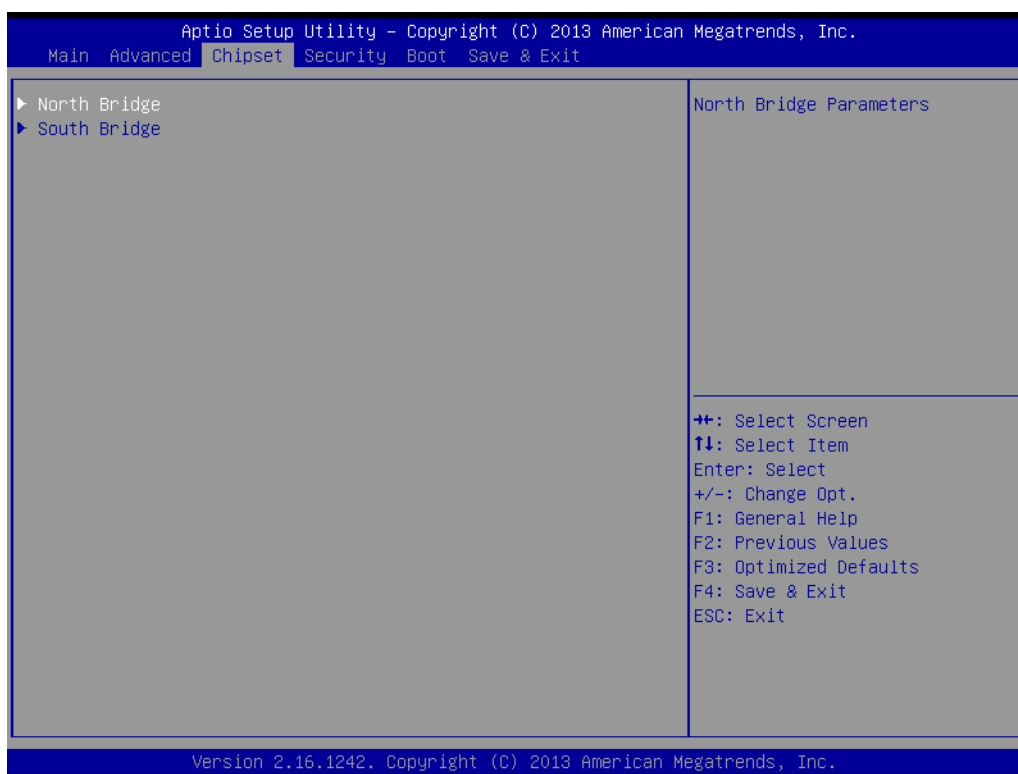 Aptio Setup Utility – Copyright (C) 2013 American Megatrends, Inc.
Main Advanced Chipset Security Boot Save & Exit
▶ North Bridge
▶ South Bridge
North Bridge Parameters
→←: Select Screen
↑↓: Select Item
Enter: Select
+/-: Change Opt.
F1: General Help
F2: Previous Values
F3: Optimized Defaults
F4: Save & Exit
ESC: Exit
Version 2.16.1242. Copyright (C) 2013 American Megatrends, Inc.